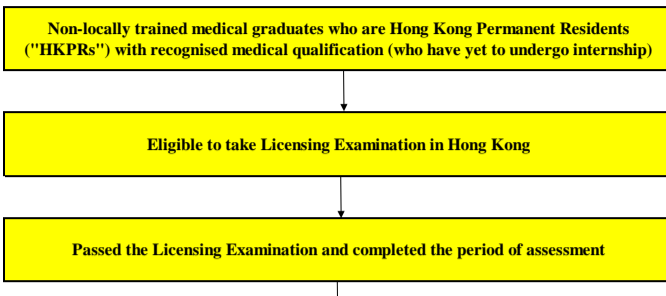 Non-locally trained medical graduates who are Hong Kong Permanent Residents
("HKPRs") with recognised medical qualification (who have yet to undergo internship)
Eligible to take Licensing Examination in Hong Kong
Passed the Licensing Examination and completed the period of assessment